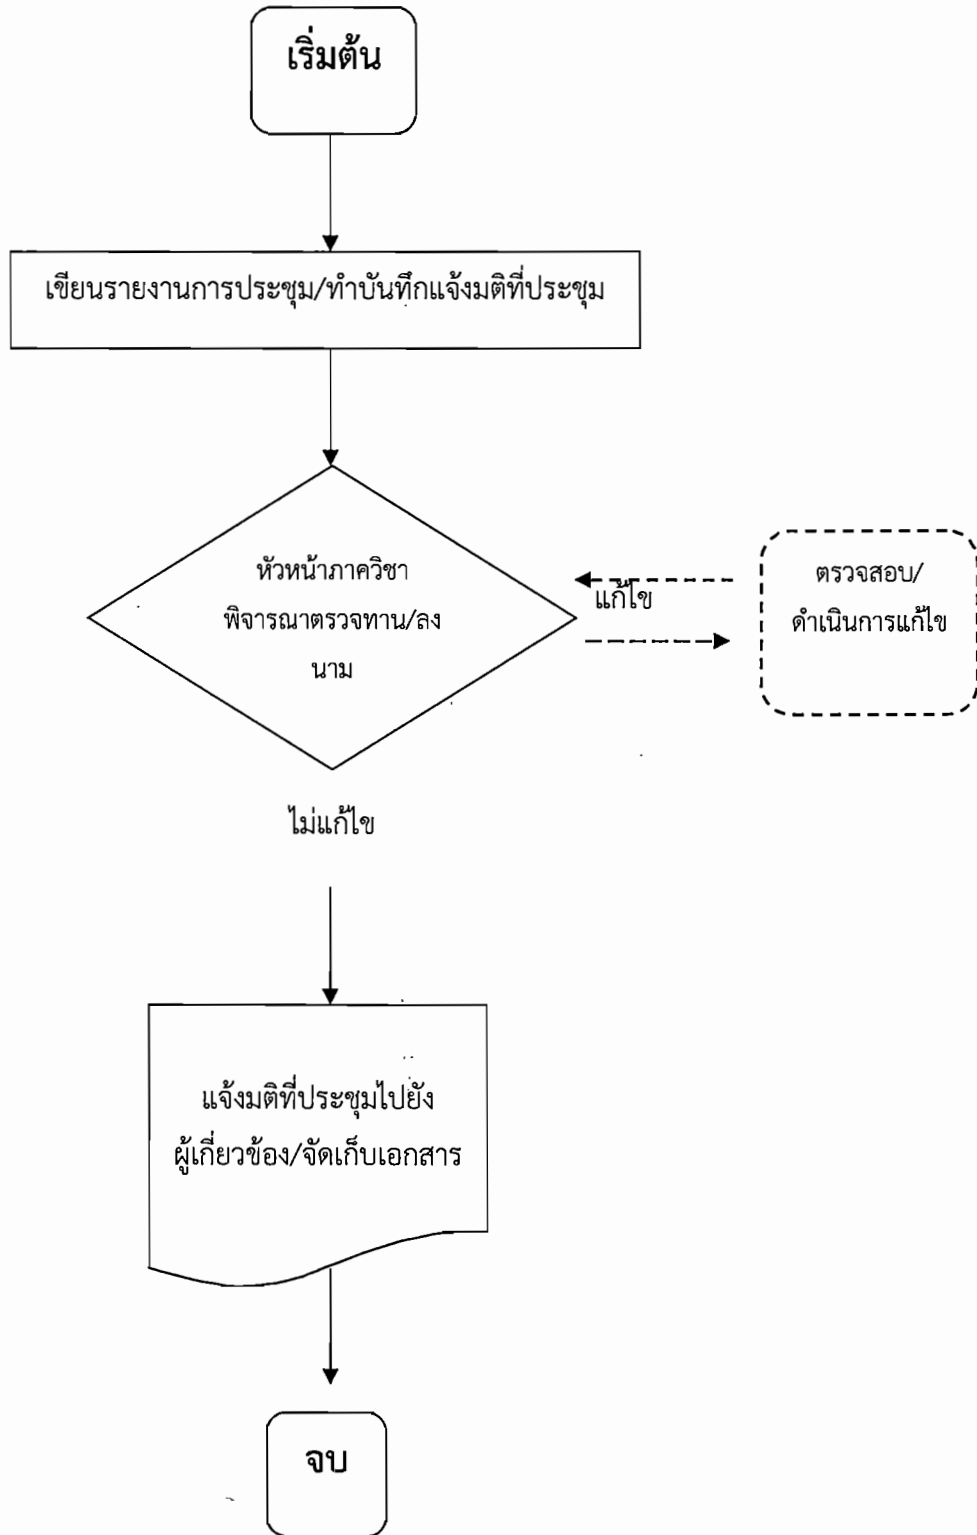 เริ่มต้น
เขียนรายงานการประชุม/ทำบันทึกแจ้งมติที่ประชุม
หัวหน้าภาควิชา
พิจารณาตรวจทาน/ลง
นาม
แก้ไข
ตรวจสอบ/
ดำเนินการแก้ไข
ไม่แก้ไข
แจ้งมติที่ประชุมไปยัง
ผู้เกี่ยวข้อง/จัดเก็บเอกสาร
จบ